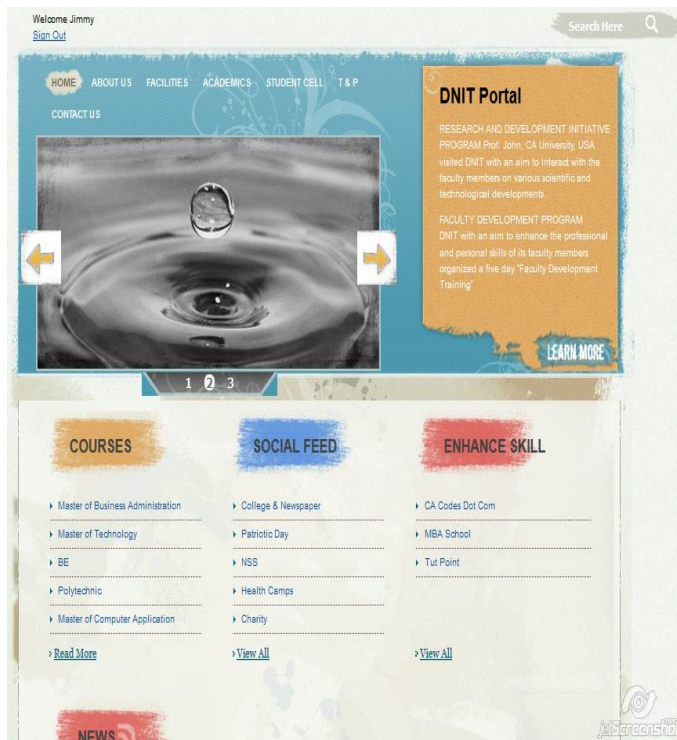 Welcome Jimmy
Sign Out
Search Here
HOME ABOUT US FACILITIES ACADEMICS STUDENT CELL T & P
CONTACT US
DNIT Portal
RESEARCH AND DEVELOPMENT INITIATIVE
PROGRAM Prof. John, CA University, USA
visited DNIT with an aim to interact with the
faculty members on various scientific and
technological developments.
FACULTY DEVELOPMENT PROGRAM
DNIT with an aim to enhance the professional
and personal skills of its faculty members
organized a five day "Faculty Development
Training"
LEARN MORE
1 2 3
COURSES
Master of Business Administration
Master of Technology
BE
Polytechnic
Master of Computer Application
> Read More
SOCIAL FEED
College & Newspaper
Patriotic Day
NSS
Health Camps
Charity
> View All
ENHANCE SKILL
CA Codes Dot Com
MBA School
Tut Point
> View All
NEWS